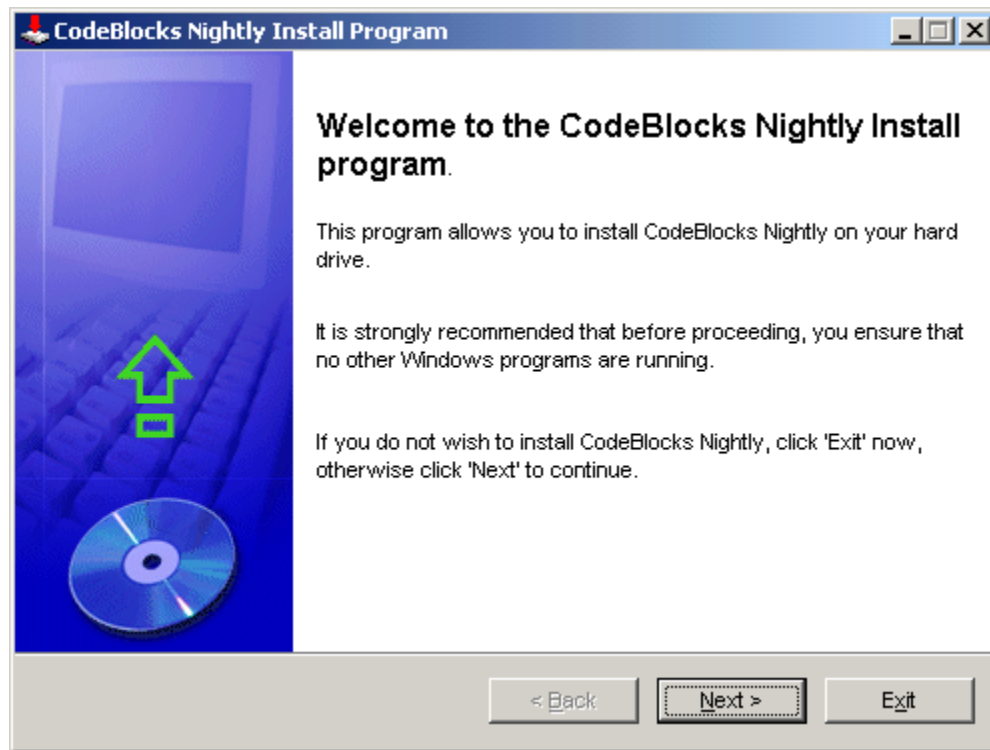 CodeBlocks Nightly Install Program
Welcome to the CodeBlocks Nightly Install
program.
This program allows you to install CodeBlocks Nightly on your hard
drive.
It is strongly recommended that before proceeding, you ensure that
no other Windows programs are running.
If you do not wish to install CodeBlocks Nightly, click 'Exit' now,
otherwise click 'Next' to continue.
< Back
Next >
Exit